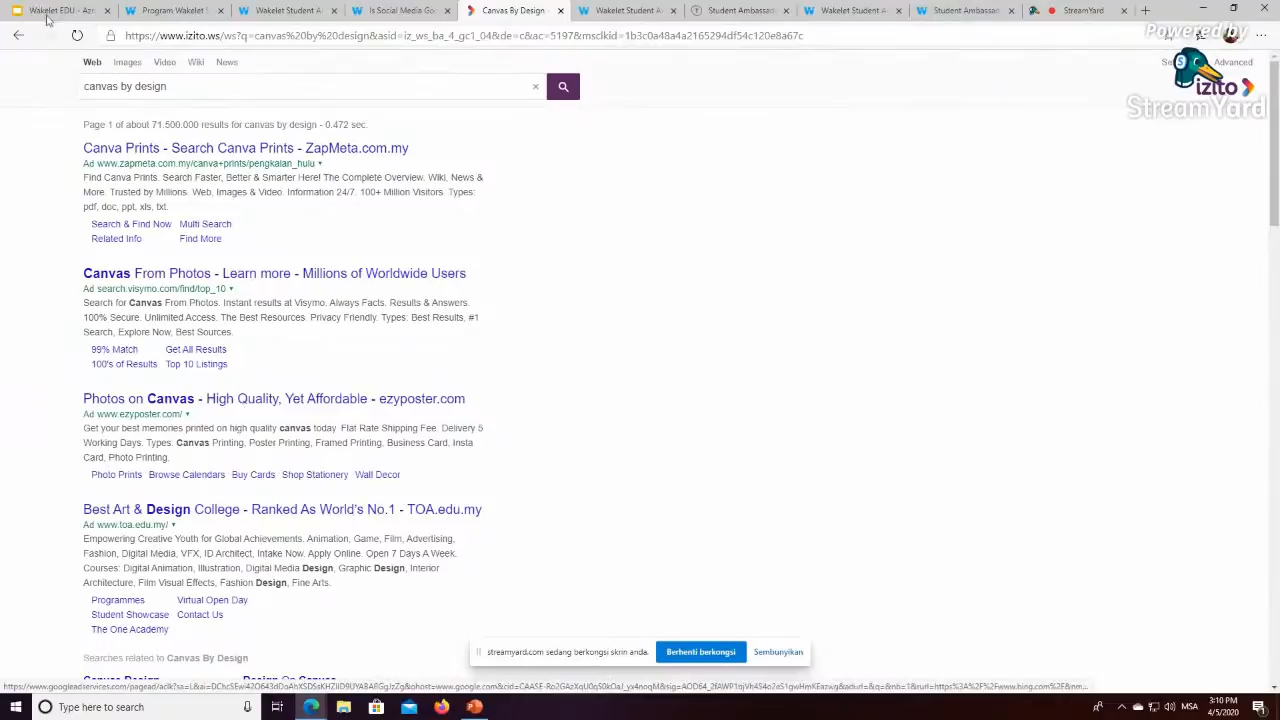 Wakelet EDU - An
Program Wakelet S
Wakelet Student Ar
Is Social Media Goo
Canvas By Design
Wakelet Student A
Student Ambassad
Wakelet Student Ar
Student Ambassad
StreamYard
https://www.izito.ws/ws?q=canvas%20by%20design&asid=iz_ws_ba_1_gc1_04&de=c&ac=5197&msclkid=1b3c0a48a4a2165294df54c120e8a67c
Powered by
Web Images Video Wiki News
Advanced
canvas by design
izito
StreamYard
Page 1 of about 71.500.000 results for canvas by design - 0.472 sec.
Canva Prints - Search Canva Prints - ZapMeta.com.my
Ad www.zapmeta.com.my/canva+prints/pengkalan_hulu
Find Canva Prints. Search Faster, Better & Smarter Here! The Complete Overview. Wiki, News &
More. Trusted by Millions. Web, Images & Video. Information 24/7. 100+ Million Visitors. Types:
pdf, doc, ppt, xls, txt.
Search & Find Now Multi Search
Related Info Find More
Canvas From Photos - Learn more - Millions of Worldwide Users
Ad search.visymo.com/find/top_10
Search for Canvas From Photos. Instant results at Visymo. Always Facts. Results & Answers.
100% Secure. Unlimited Access. The Best Resources. Privacy Friendly. Types: Best Results, #1
Search, Explore Now, Best Sources.
99% Match Get All Results
100's of Results Top 10 Listings
Photos on Canvas - High Quality, Yet Affordable - ezyposter.com
Ad www.ezyposter.com/
Get your best memories printed on high quality canvas today. Flat Rate Shipping Fee. Delivery 5
Working Days. Types: Canvas Printing, Poster Printing, Framed Printing, Business Card, Insta
Card, Photo Printing.
Photo Prints Browse Calendars Buy Cards Shop Stationery Wall Decor
Best Art & Design College - Ranked As World's No.1 - TOA.edu.my
Ad www.toa.edu.my/
Empowering Creative Youth for Global Achievements. Animation, Game, Film, Advertising,
Fashion, Digital Media, VFX, ID Architect, Intake Now. Apply Online. Open 7 Days A Week.
Courses: Digital Animation, Illustration, Digital Media Design, Graphic Design, Interior
Architecture, Film Visual Effects, Fashion Design, Fine Arts.
Programmes Virtual Open Day
Student Showcase Contact Us
The One Academy
streamyard.com sedang berkongsi skrin anda. Berhenti berkongsi Sembunyikan
Searches related to Canvas By Design
Canvas Design Design On Canvas
Type here to search
MSA
3:10 PM
4/5/2020